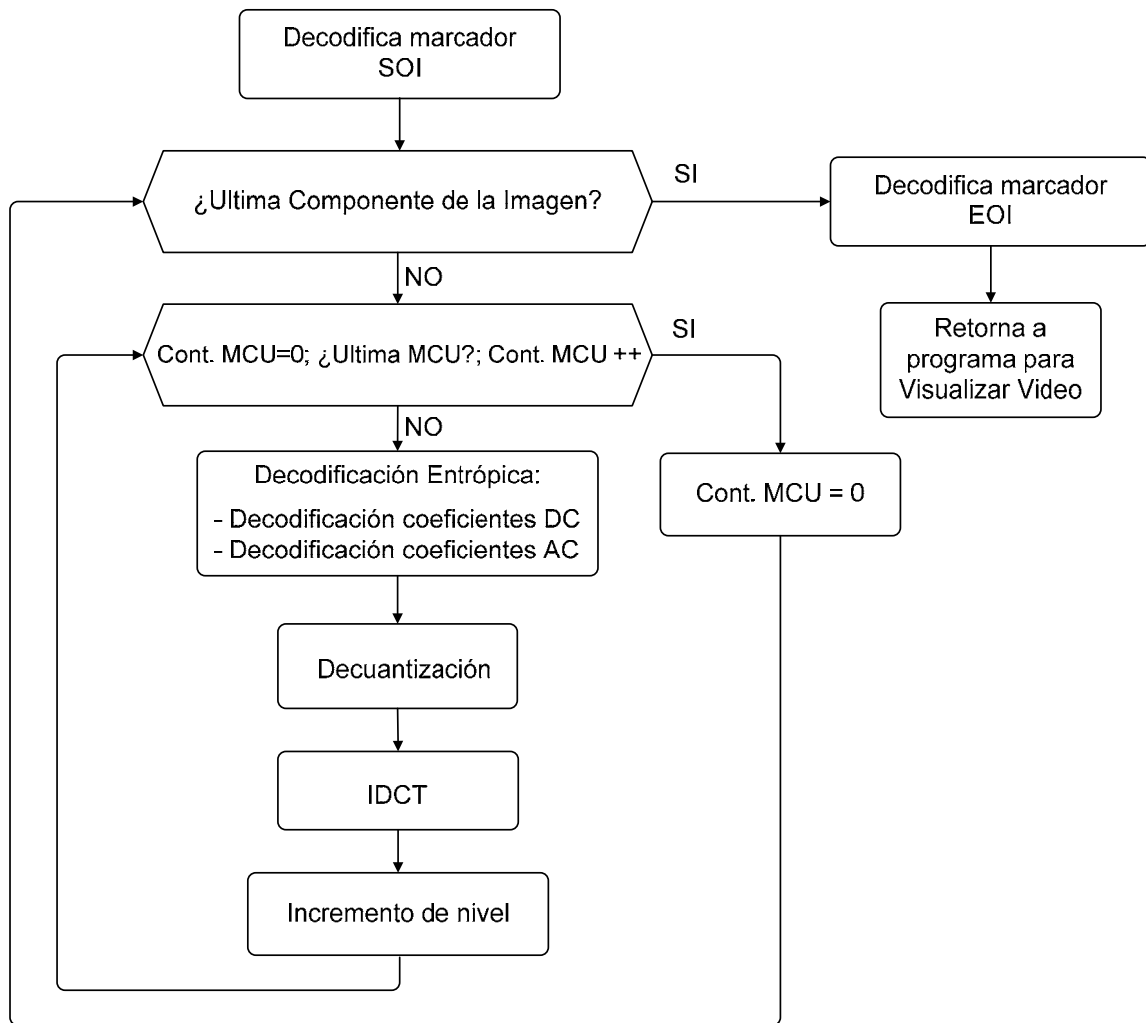 Decodifica marcador
SOI
¿Ultima Componente de la Imagen?
SI
Decodifica marcador
EOI
NO
Retorna a
programa para
Visualizar Video
Cont. MCU=0; ¿Ultima MCU?; Cont. MCU ++
SI
NO
Cont. MCU = 0
Decodificación Entrópica:
- Decodificación coeficientes DC
- Decodificación coeficientes AC
Decuantización
IDCT
Incremento de nivel